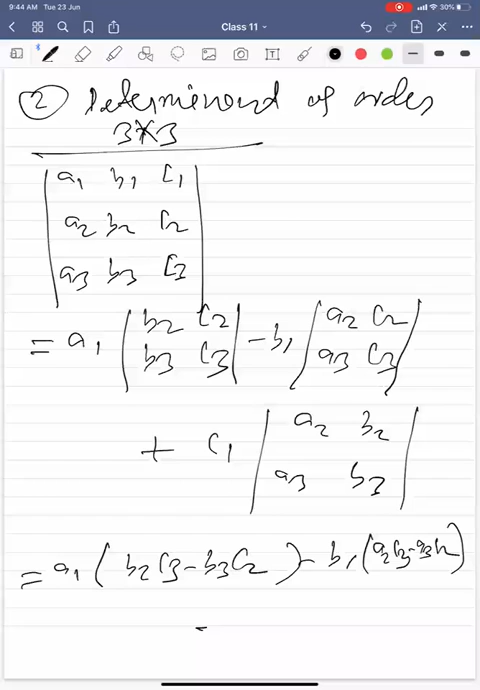 9:44 AM Tue 23 Jun
30%
Class 11
② Determienord of order
3×3
| a₁ b₁ c₁ |
| a₂ b₂ c₂ |
| a₃ b₃ c₃ |
= a₁ | b₂ c₂ | - b₁ | a₂ c₂ |
| b₃ c₃ | | a₃ c₃ |
+ c₁ | a₂ b₂ |
| a₃ b₃ |
= a₁ ( b₂c₃ - b₃c₂ ) - b₁ (a₂c₃-a₃c₂)
-